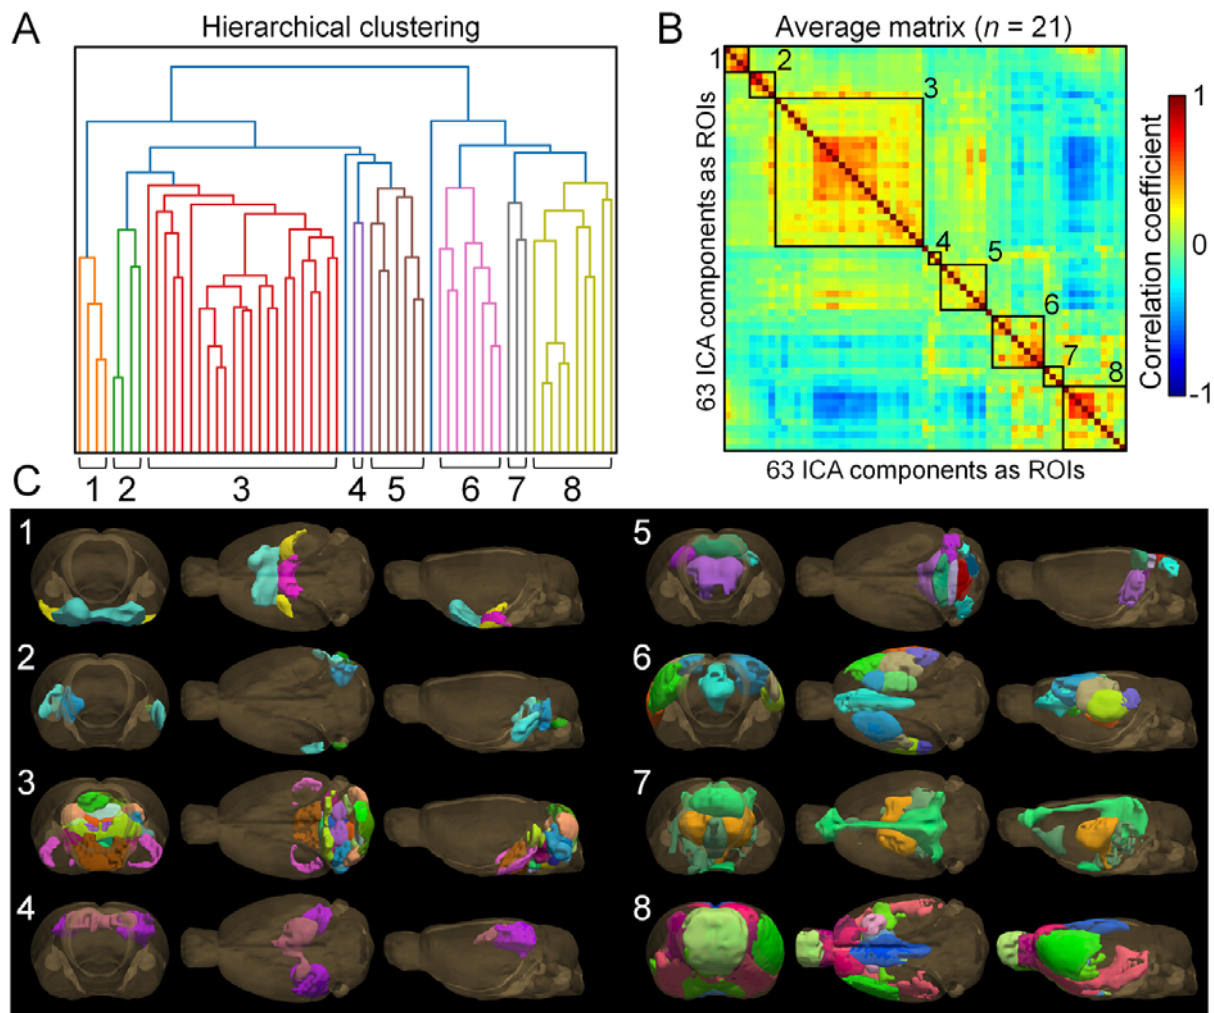 A
Hierarchical clustering
1 2 3 4 5 6 7 8
B
Average matrix (n = 21)
1
2
3
4
5
6
7
8
63 ICA components as ROIs
63 ICA components as ROIs
1
0
-1
Correlation coefficient
C
1
5
2
6
3
7
4
8